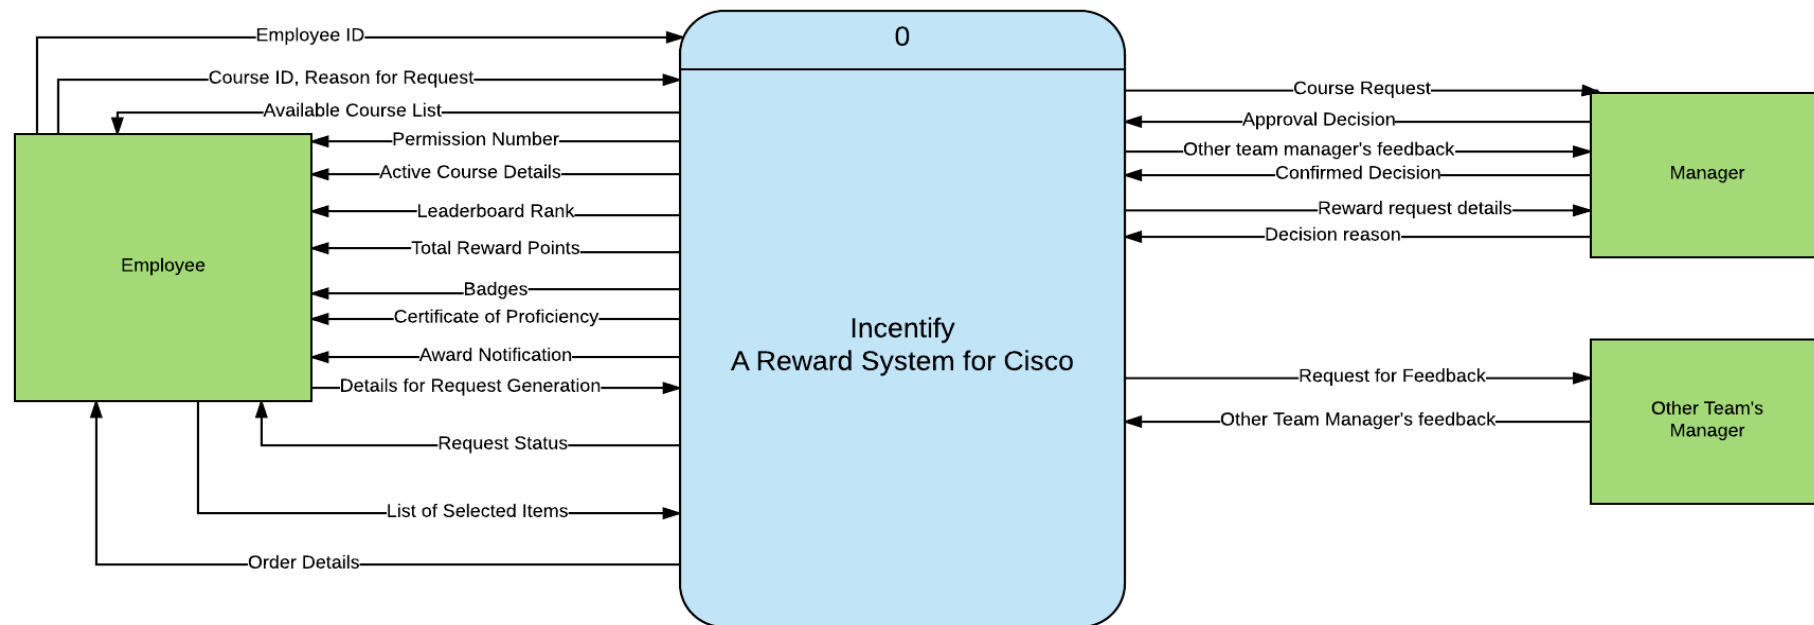 0
Employee ID
Course ID, Reason for Request
Available Course List
Permission Number
Active Course Details
Leaderboard Rank
Total Reward Points
Badges
Certificate of Proficiency
Award Notification
Details for Request Generation
Request Status
List of Selected Items
Order Details
Employee
Incentify
A Reward System for Cisco
Course Request
Approval Decision
Other team manager's feedback
Confirmed Decision
Reward request details
Decision reason
Manager
Request for Feedback
Other Team Manager's feedback
Other Team's
Manager